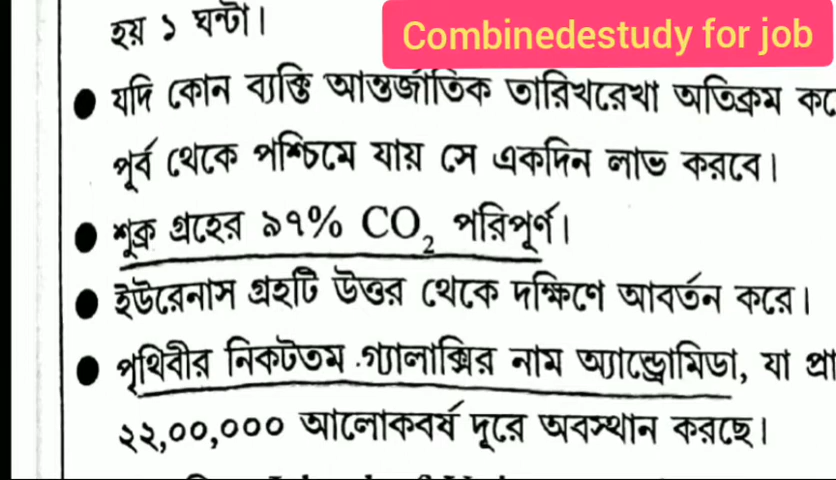 হয় ১ ঘন্টা।
Combinedestudy for job
● যদি কোন ব্যক্তি আন্তর্জাতিক তারিখরেখা অতিক্রম
পূর্ব থেকে পশ্চিমে যায় সে একদিন লাভ করবে।
● শুক্র গ্রহের ৯৭% CO₂ পরিপূর্ণ।
● ইউরেনাস গ্রহটি উত্তর থেকে দক্ষিণে আবর্তন করে।
● পৃথিবীর নিকটতম গ্যালাক্সির নাম অ্যান্ড্রোমিডা, যা
২২,০০,০০০ আলোকবর্ষ দূরে অবস্থান করছে।